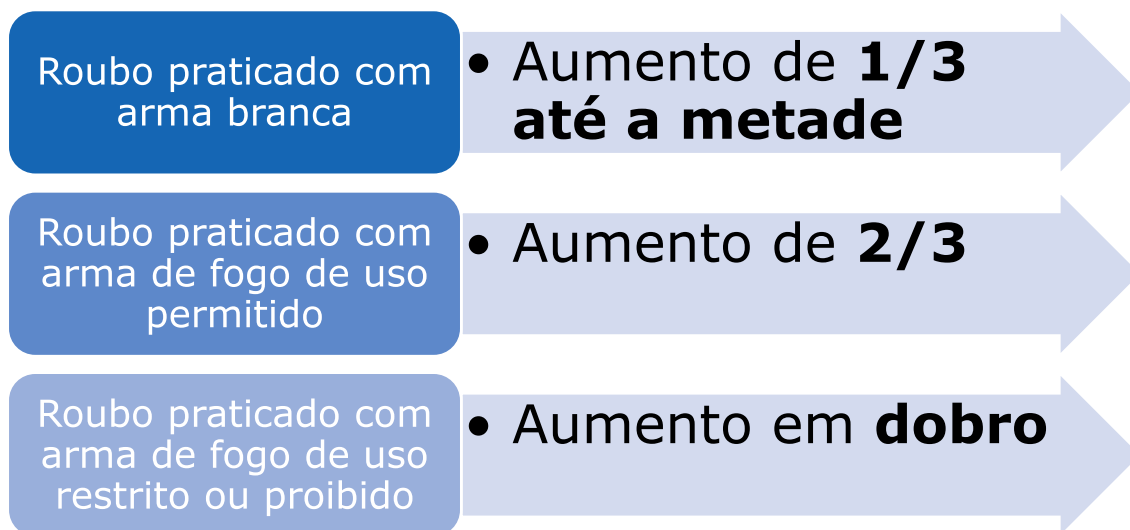 Roubo praticado com
arma branca
• Aumento de 1/3
até a metade
Roubo praticado com
arma de fogo de uso
permitido
• Aumento de 2/3
Roubo praticado com
arma de fogo de uso
restrito ou proibido
• Aumento em dobro